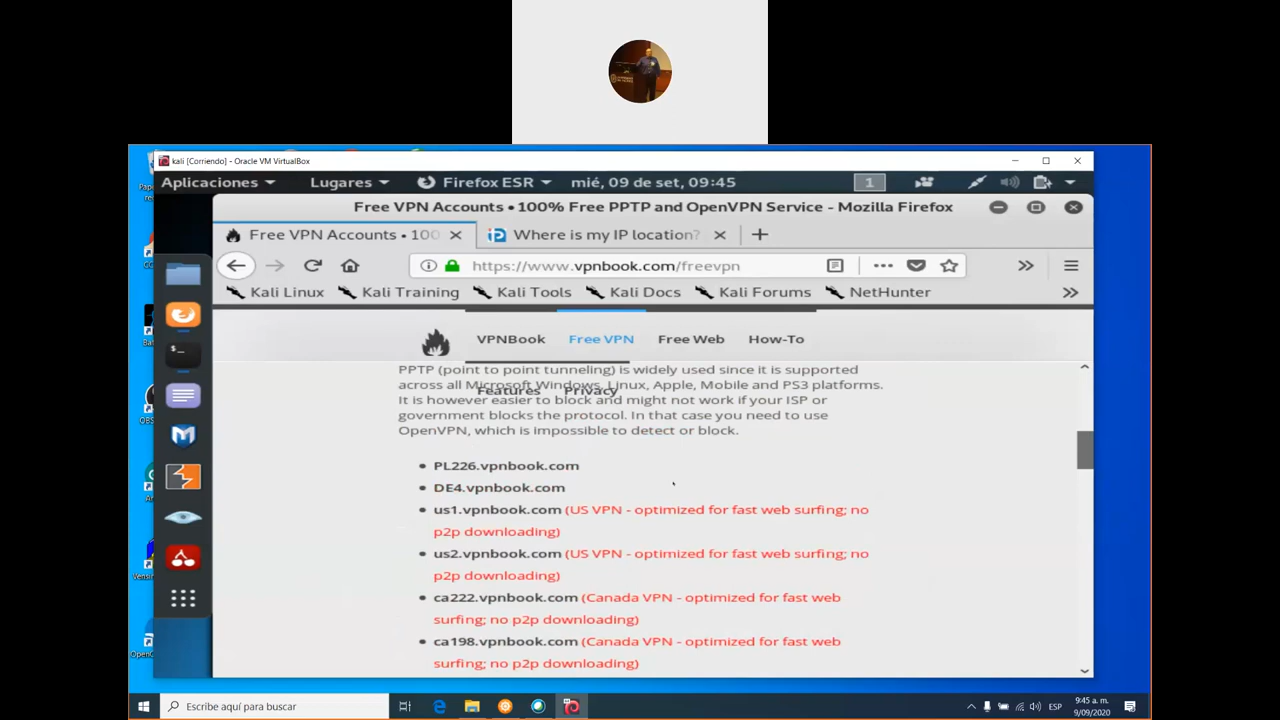 kali [Corriendo] - Oracle VM VirtualBox
Aplicaciones Lugares Firefox ESR mié, 09 de set, 09:45 1
Free VPN Accounts • 100% Free PPTP and OpenVPN Service - Mozilla Firefox
Free VPN Accounts • 100 Where is my IP location?
https://www.vpnbook.com/freevpn
Kali Linux Kali Training Kali Tools Kali Docs Kali Forums NetHunter
VPNBook Free VPN Free Web How-To
PPTP (point to point tunneling) is widely used since it is supported
across all Microsoft Windows, Linux, Apple, Mobile and PS3 platforms.
Features Privacy
It is however easier to block and might not work if your ISP or
government blocks the protocol. In that case you need to use
OpenVPN, which is impossible to detect or block.
• PL226.vpnbook.com
• DE4.vpnbook.com
• us1.vpnbook.com (US VPN - optimized for fast web surfing; no
p2p downloading)
• us2.vpnbook.com (US VPN - optimized for fast web surfing; no
p2p downloading)
• ca222.vpnbook.com (Canada VPN - optimized for fast web
surfing; no p2p downloading)
• ca198.vpnbook.com (Canada VPN - optimized for fast web
surfing; no p2p downloading)
Escribe aquí para buscar
ESP
9:45 a. m.
9/09/2020